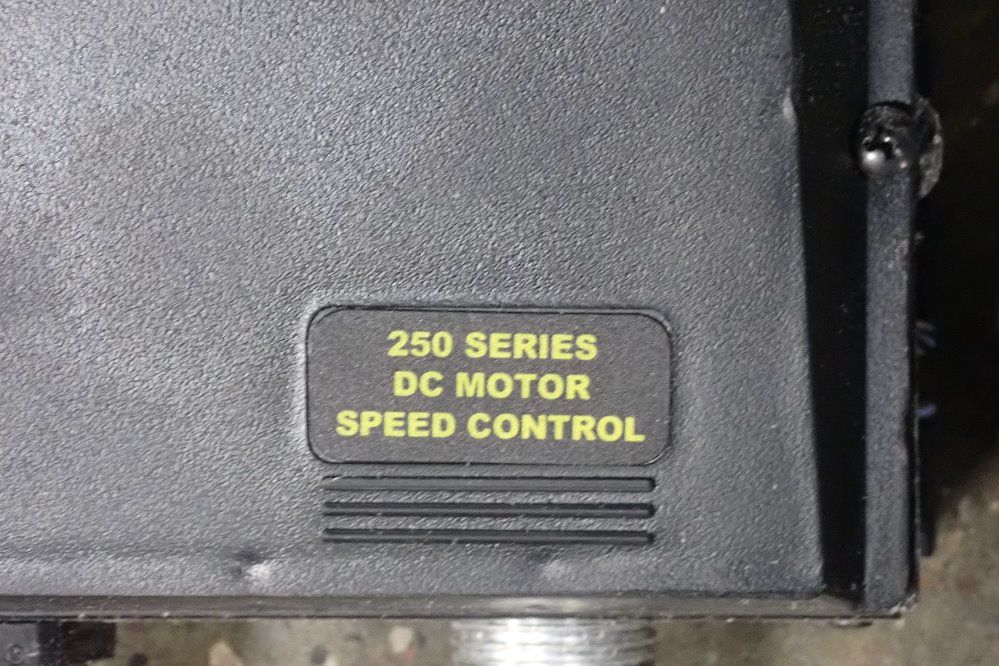 250 SERIES
DC MOTOR
SPEED CONTROL